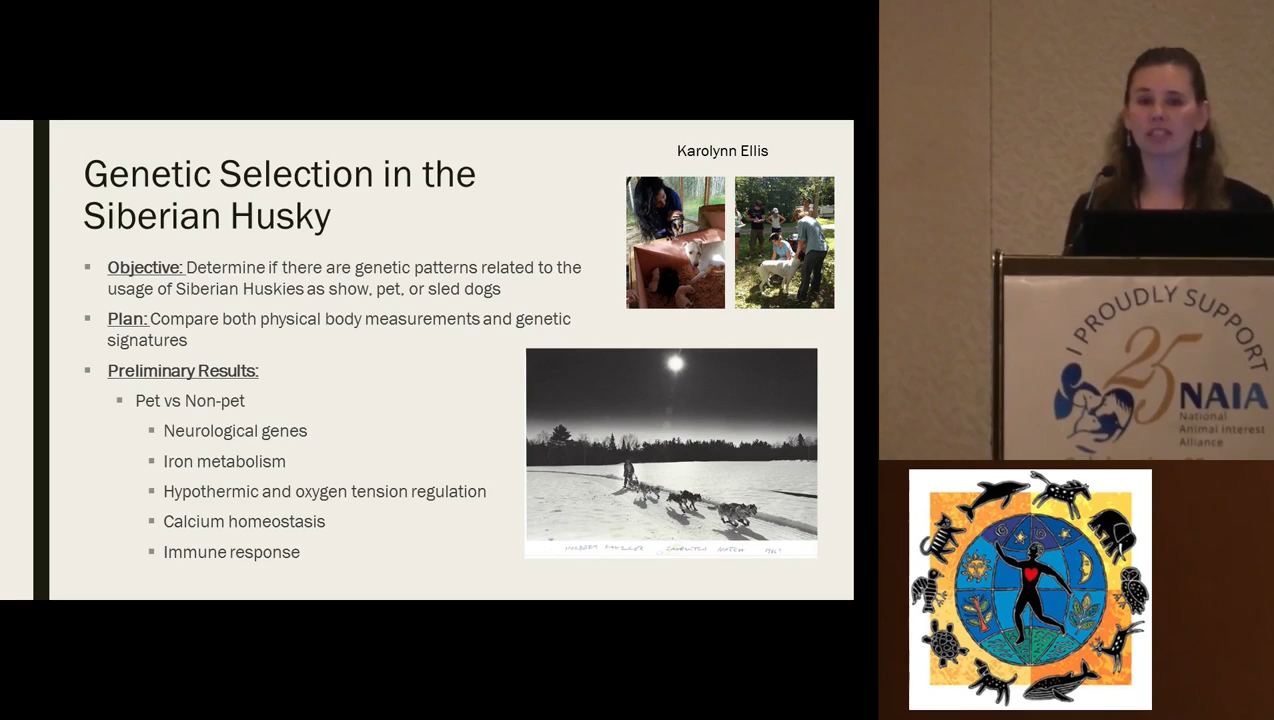 Genetic Selection in the
Siberian Husky
Karolynn Ellis
▪ Objective: Determine if there are genetic patterns related to the
usage of Siberian Huskies as show, pet, or sled dogs
▪ Plan: Compare both physical body measurements and genetic
signatures
▪ Preliminary Results:
▪ Pet vs Non-pet
▪ Neurological genes
▪ Iron metabolism
▪ Hypothermic and oxygen tension regulation
▪ Calcium homeostasis
▪ Immune response
I PROUDLY SUPPORT
25
NAIA
National
Animal Interest
Alliance